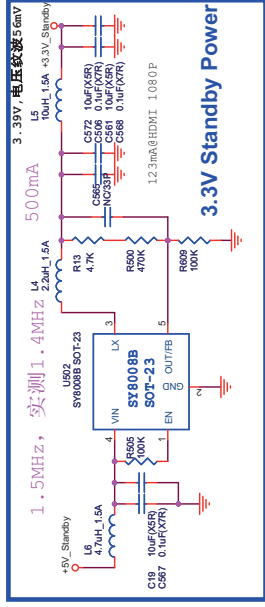 3.39V,电压纹波56mV
+3.3V_Standby
L5
10uH_1.5A
C572 10uF(X5R)
C506 0.1uF(X7R)
C561 10uF(X5R)
C568 0.1uF(X7R)
500mA
123mA@HDMI 1080P
3.3V Standby Power
C565
NC/33P
L4
2.2uH_1.5A
R13
4.7K
R500
470K
R609
100K
1.5MHz, 实测1.4MHz
U502
SY8008B SOT-23
3
LX
5
OUT/FB
SY8008B
SOT-23
GND
2
VIN
4
EN
1
R505
100K
L6
4.7uH_1.5A
+5V_Standby
C19 10uF(X5R)
C567 0.1uF(X7R)